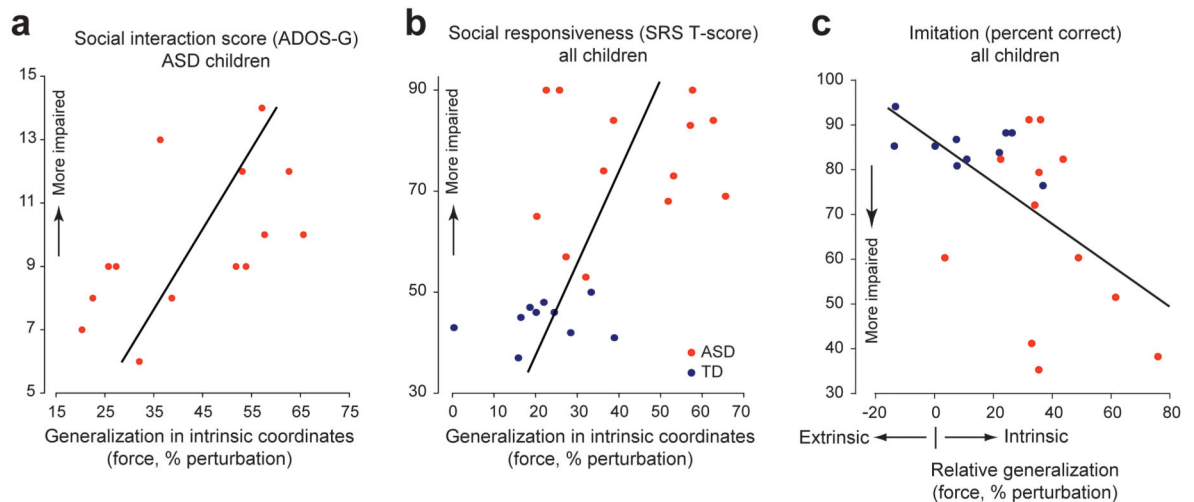 a
Social interaction score (ADOS-G)
ASD children
15
13
11
9
7
5
More impaired
15 25 35 45 55 65 75
Generalization in intrinsic coordinates
(force, % perturbation)
b
Social responsiveness (SRS T-score)
all children
90
70
50
30
More impaired
ASD
TD
0 10 20 30 40 50 60 70
Generalization in intrinsic coordinates
(force, % perturbation)
c
Imitation (percent correct)
all children
100
90
80
70
60
50
40
30
More impaired
-20 0 20 40 60 80
Extrinsic Intrinsic
Relative generalization
(force, % perturbation)